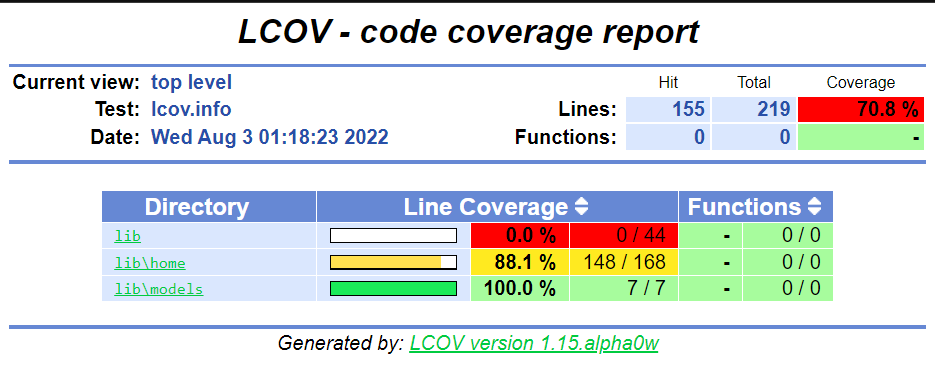 LCOV - code coverage report
Current view: top level Hit Total Coverage
Test: lcov.info Lines: 155 219 70.8 %
Date: Wed Aug 3 01:18:23 2022 Functions: 0 0 -
Directory Line Coverage Functions
lib 0.0 % 0 / 44 - 0 / 0
lib\home 88.1 % 148 / 168 - 0 / 0
lib\models 100.0 % 7 / 7 - 0 / 0
Generated by: LCOV version 1.15.alpha0w